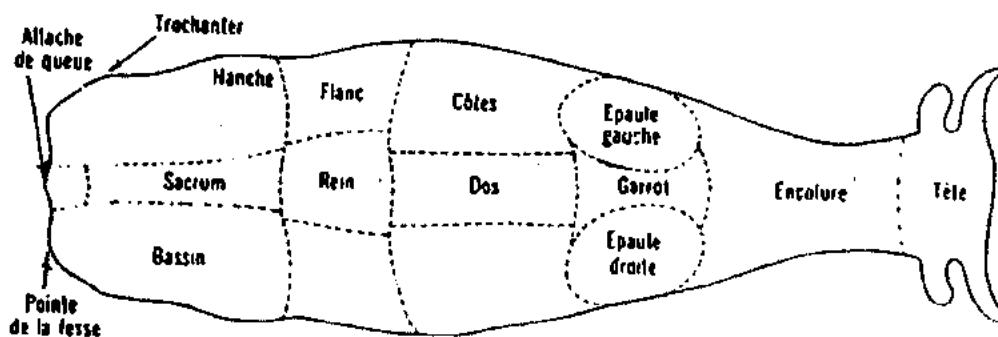 Attache
de queue
Trochanter
Hanche
Flanc
Côtes
Epaule
gauche
Sacrum
Rein
Dos
Garrot
Encolure
Tête
Bassin
Epaule
droite
Pointe
de la fesse